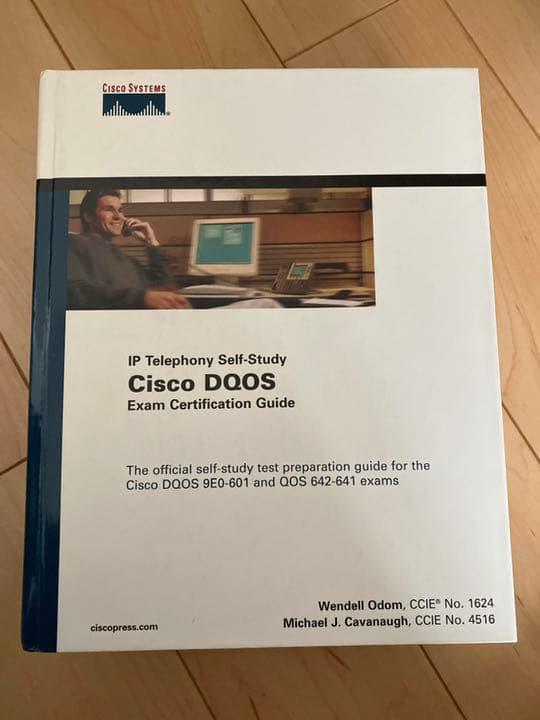 CISCO SYSTEMS
®
IP Telephony Self-Study
Cisco DQOS
Exam Certification Guide
The official self-study test preparation guide for the
Cisco DQOS 9E0-601 and QOS 642-641 exams
Wendell Odom, CCIE® No. 1624
Michael J. Cavanaugh, CCIE No. 4516
ciscopress.com